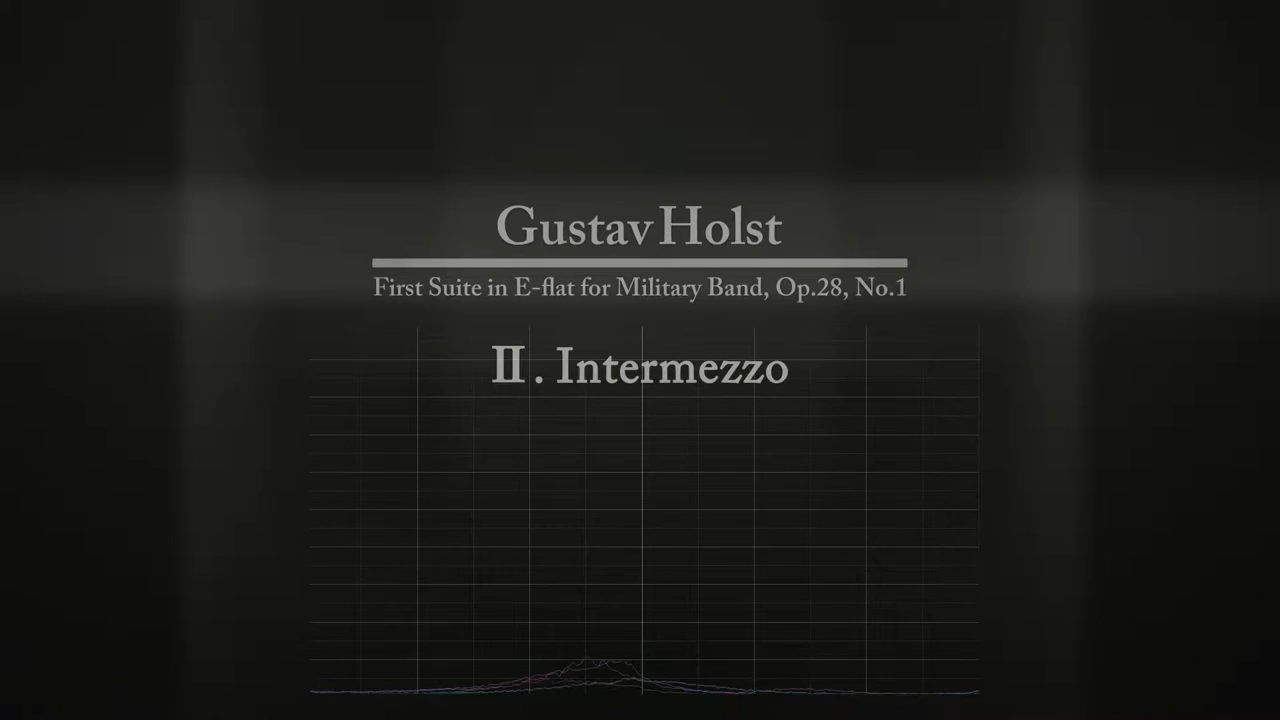 Gustav Holst
First Suite in E-flat for Military Band, Op.28, No.1
Ⅱ. Intermezzo